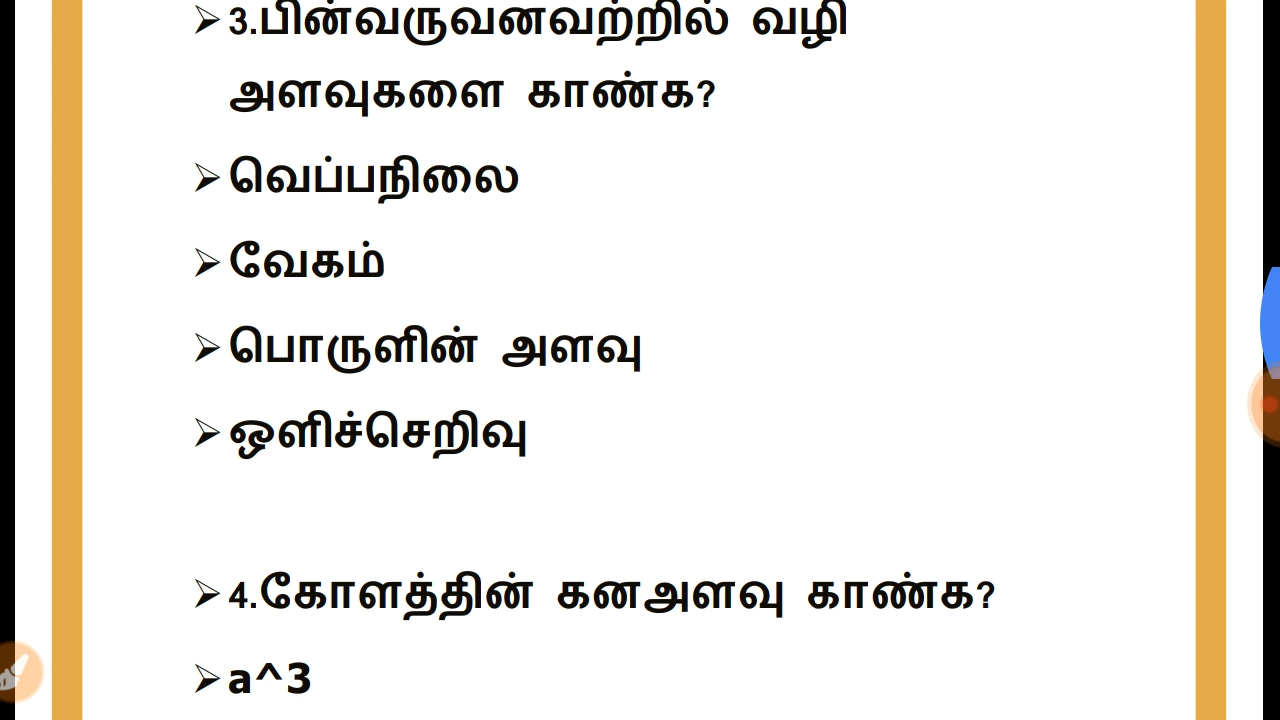 ➢3.பின்வருவனவற்றில் வழி
அளவுகளை காண்க?
➢வெப்பநிலை
➢வேகம்
➢பொருளின் அளவு
➢ஒளிச்செறிவு
➢4.கோளத்தின் கனஅளவு காண்க?
➢a^3